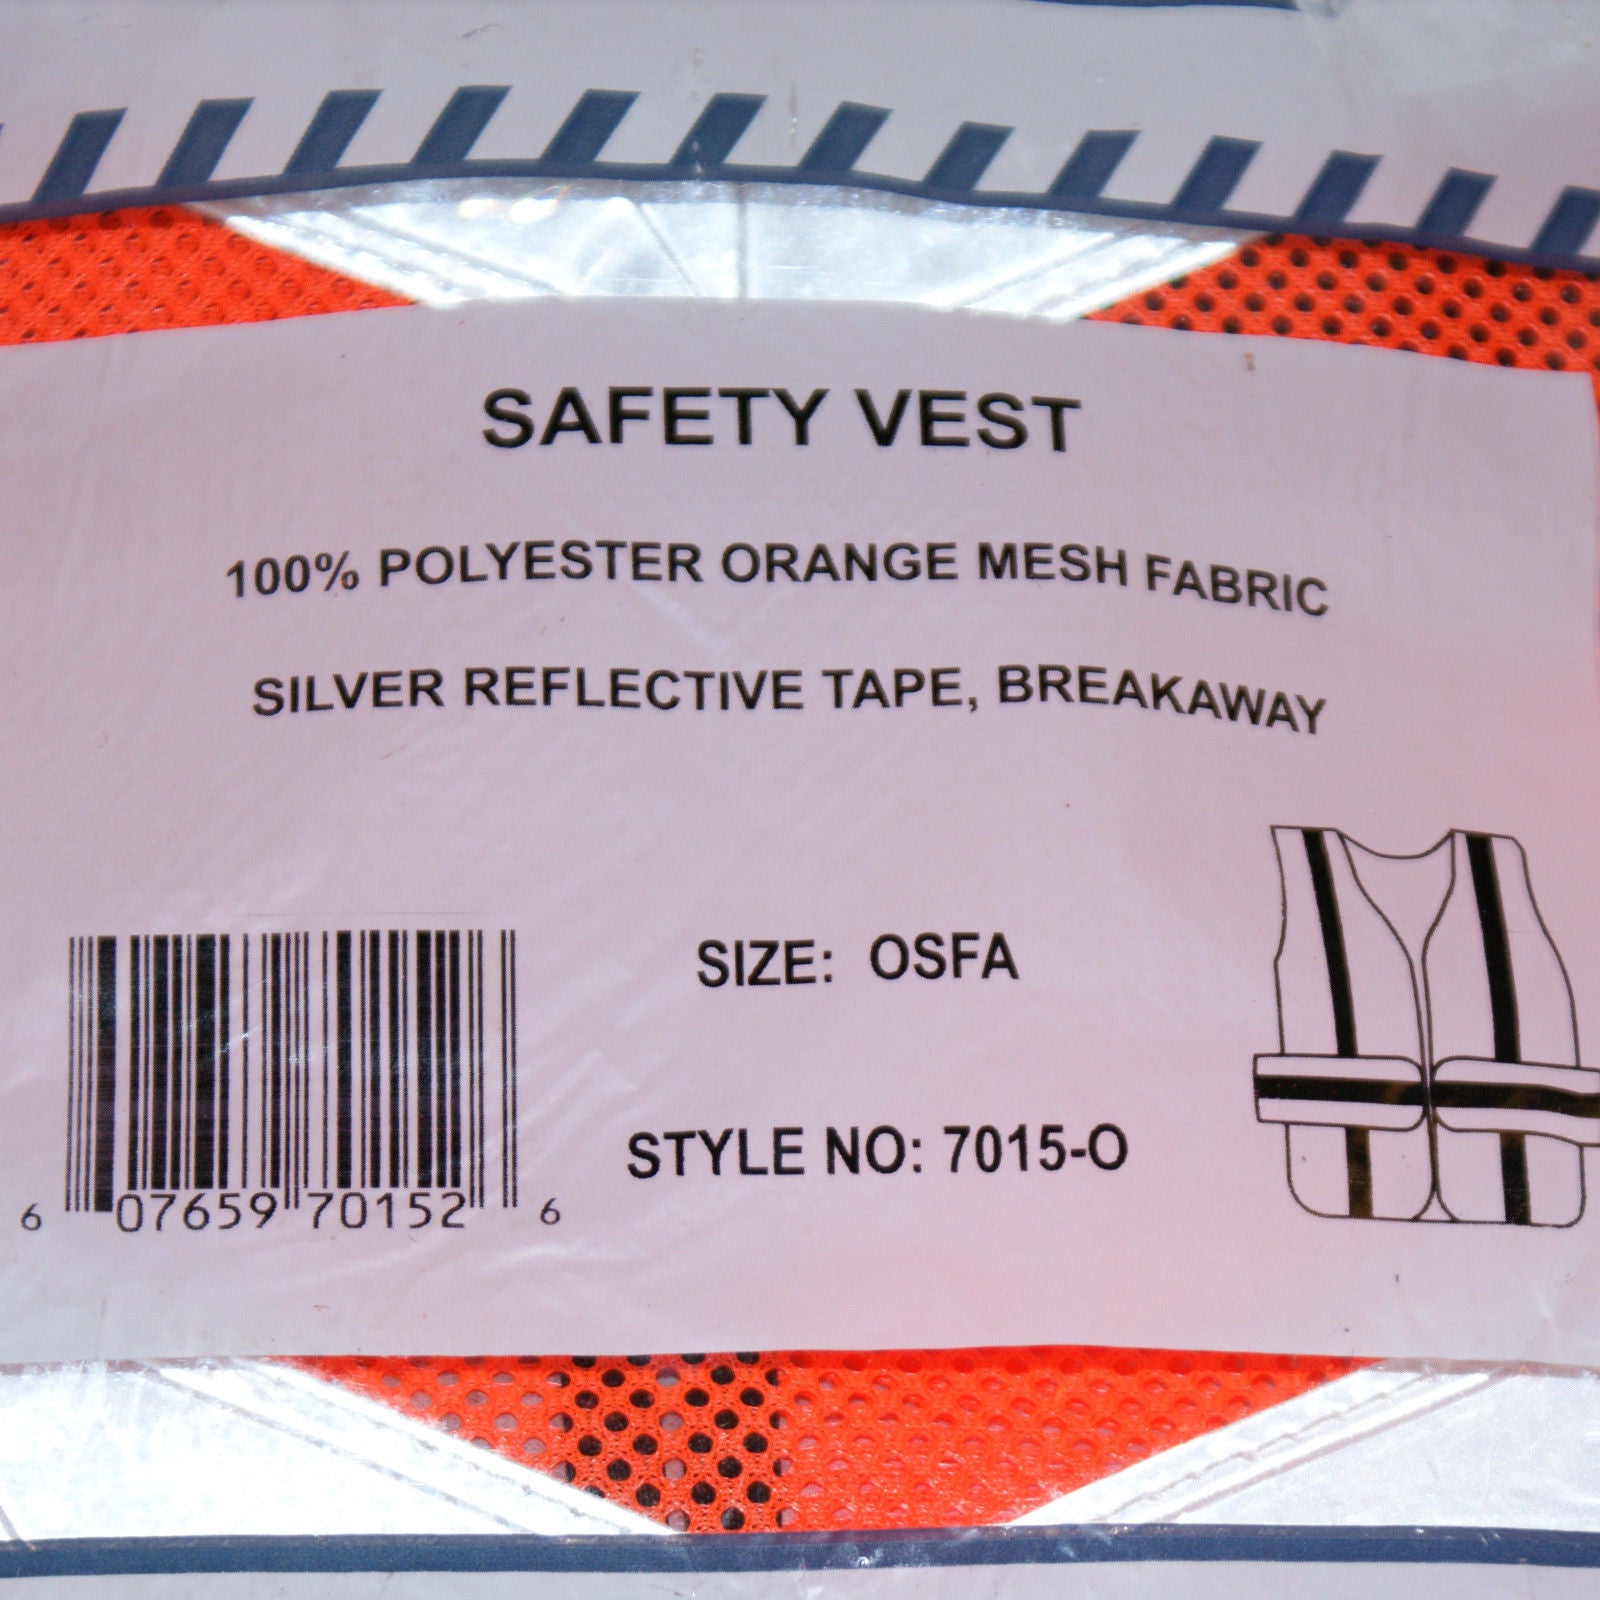 SAFETY VEST
100% POLYESTER ORANGE MESH FABRIC
SILVER REFLECTIVE TAPE, BREAKAWAY
SIZE: OSFA
STYLE NO: 7015-O
6 07659 70152 6